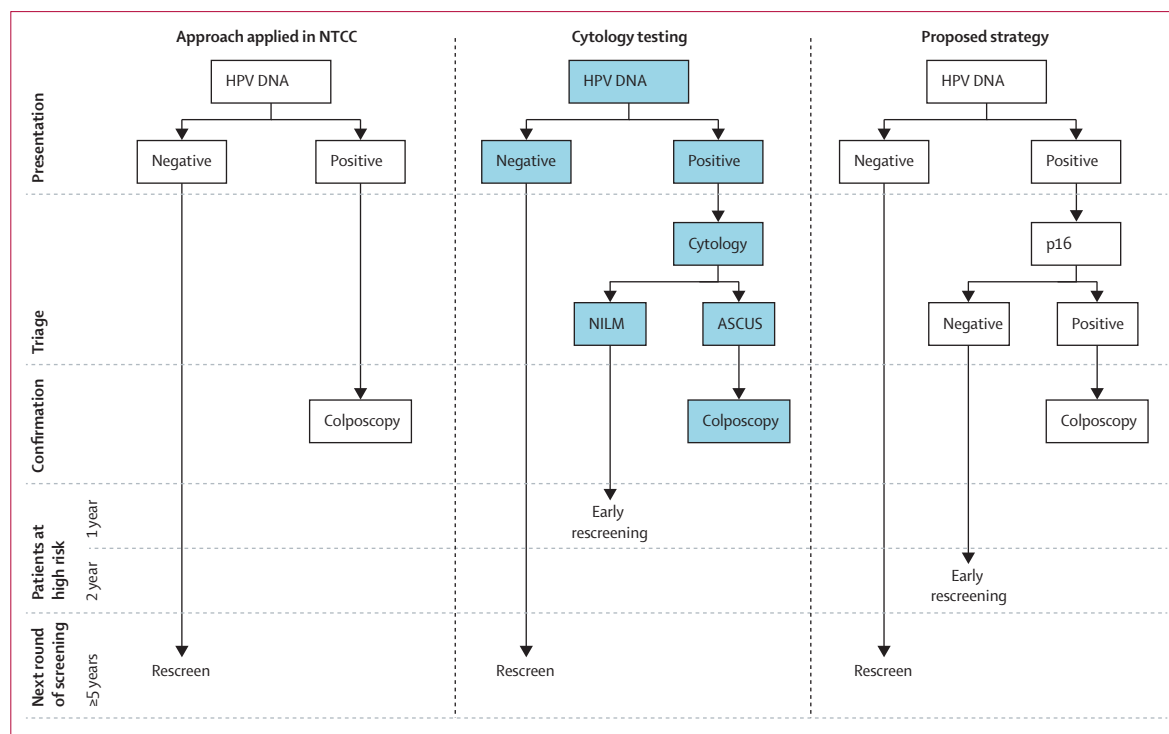 Approach applied in NTCC
Cytology testing
Proposed strategy
Presentation
HPV DNA
HPV DNA
HPV DNA
Negative
Positive
Negative
Positive
Negative
Positive
Triage
Cytology
p16
NILM
ASCUS
Negative
Positive
Confirmation
Colposcopy
Colposcopy
Colposcopy
Patients at
high risk
1 year
Early
rescreening
2 year
Early
rescreening
Next round
of screening
≥5 years
Rescreen
Rescreen
Rescreen